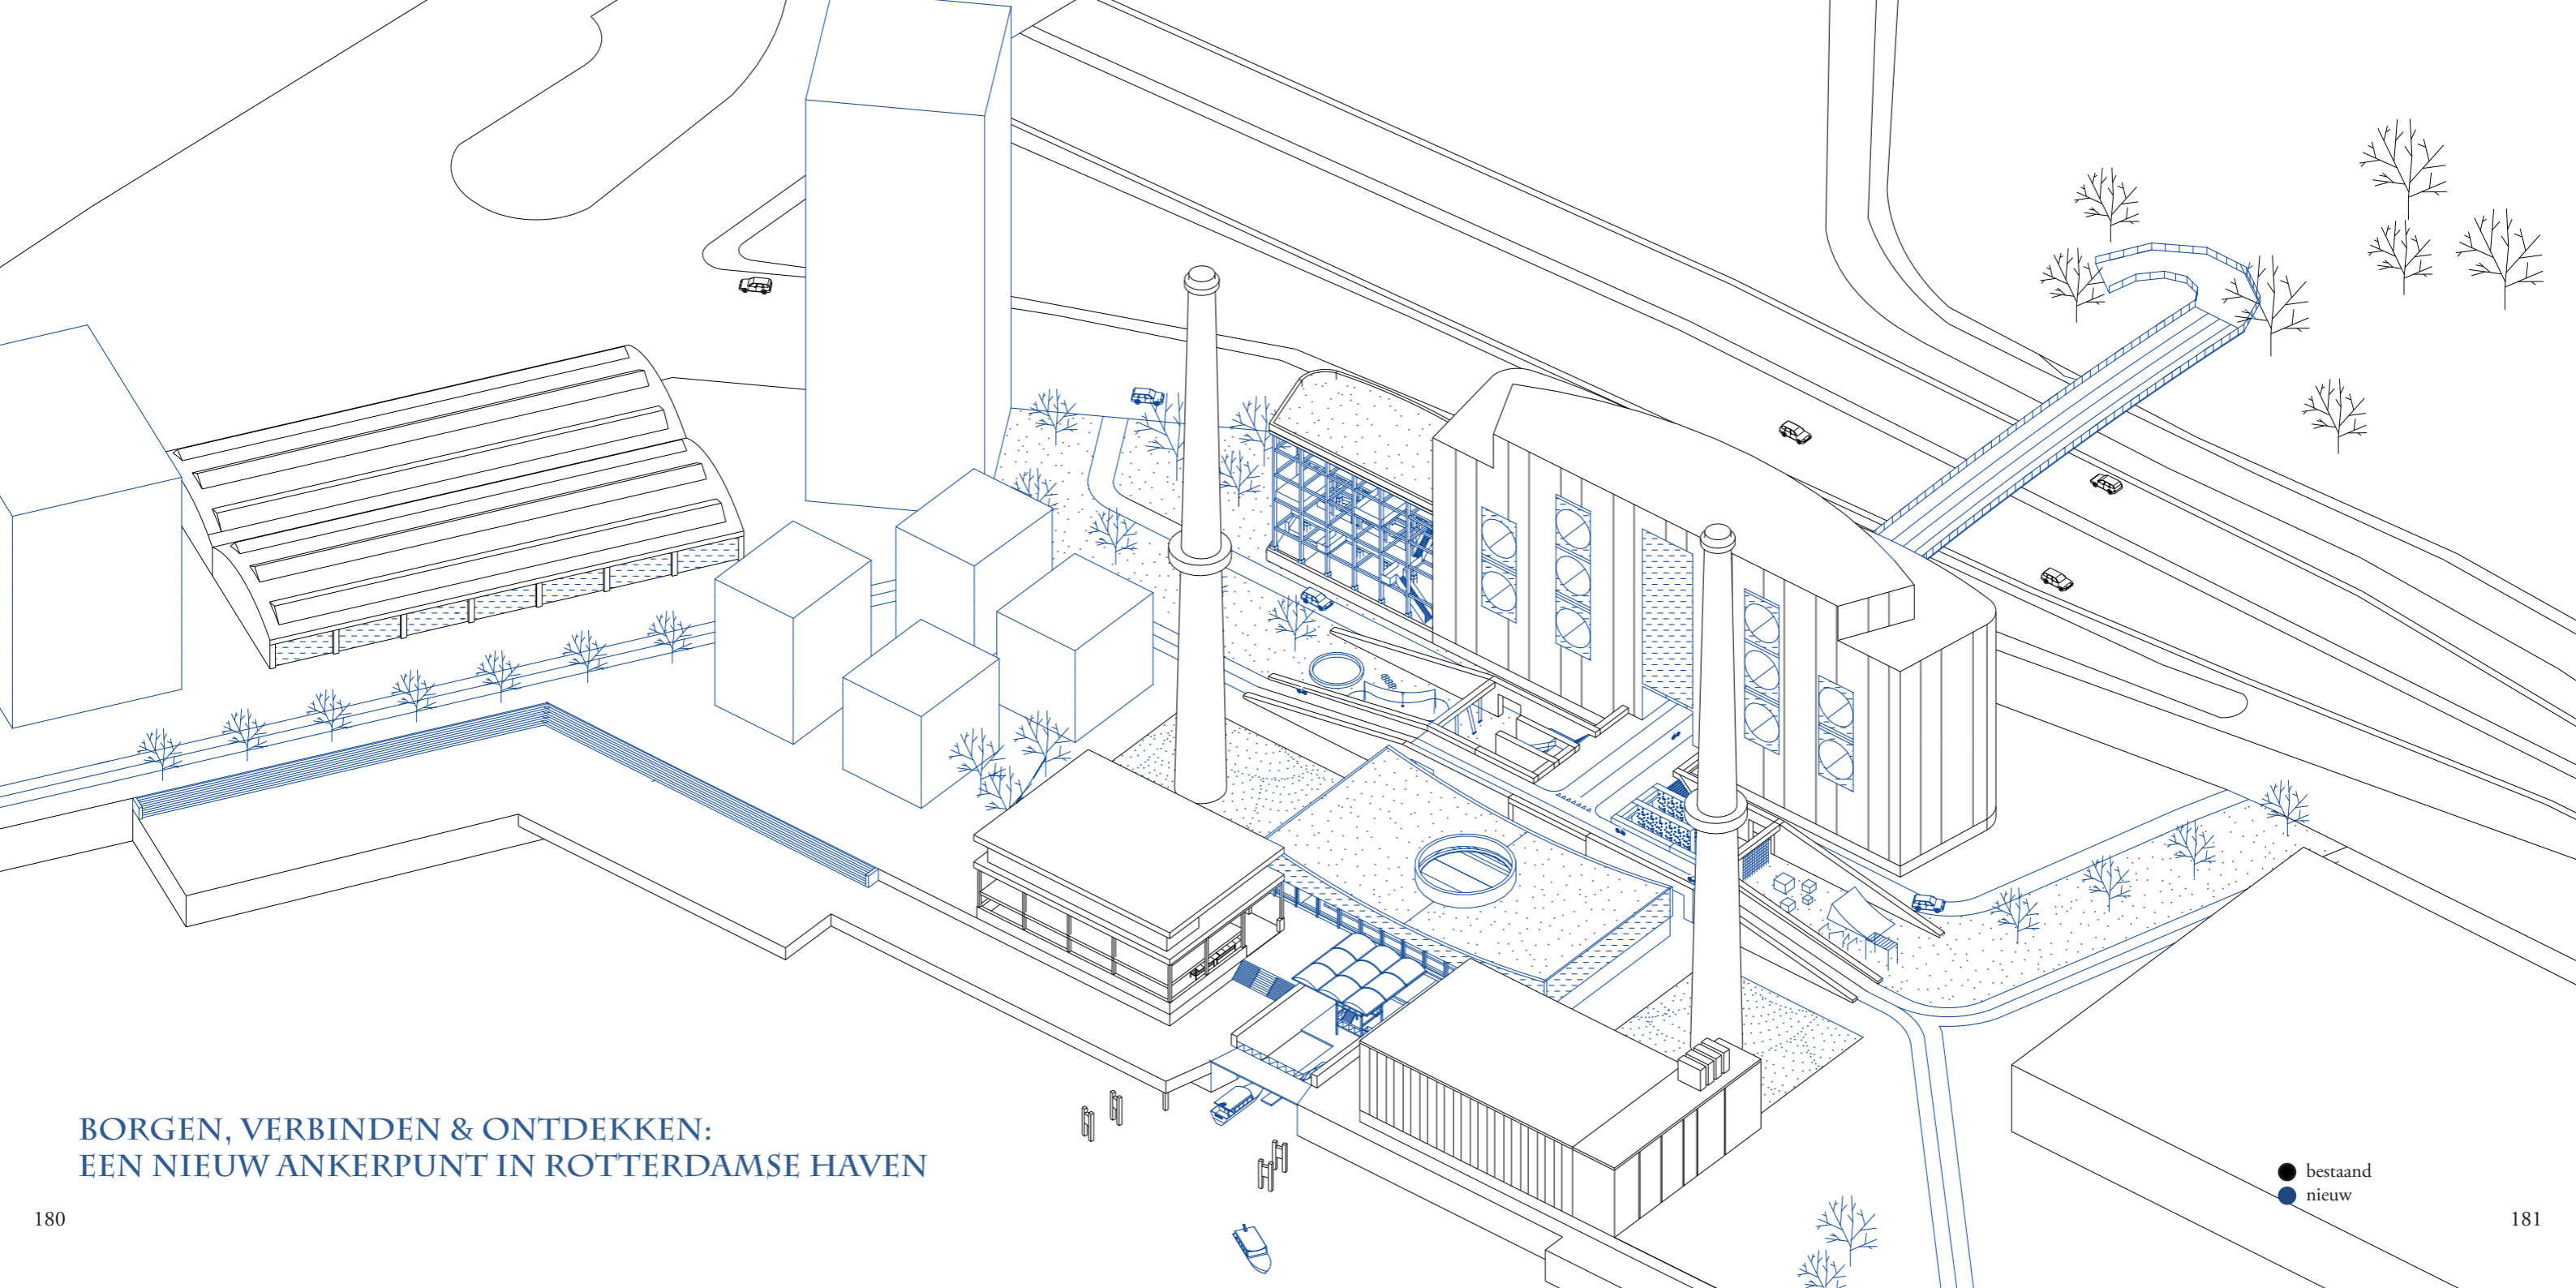 BORGEN, VERBINDEN & ONTDEKKEN:
EEN NIEUW ANKERPUNT IN ROTTERDAMSE HAVEN
180
bestaand
nieuw
181